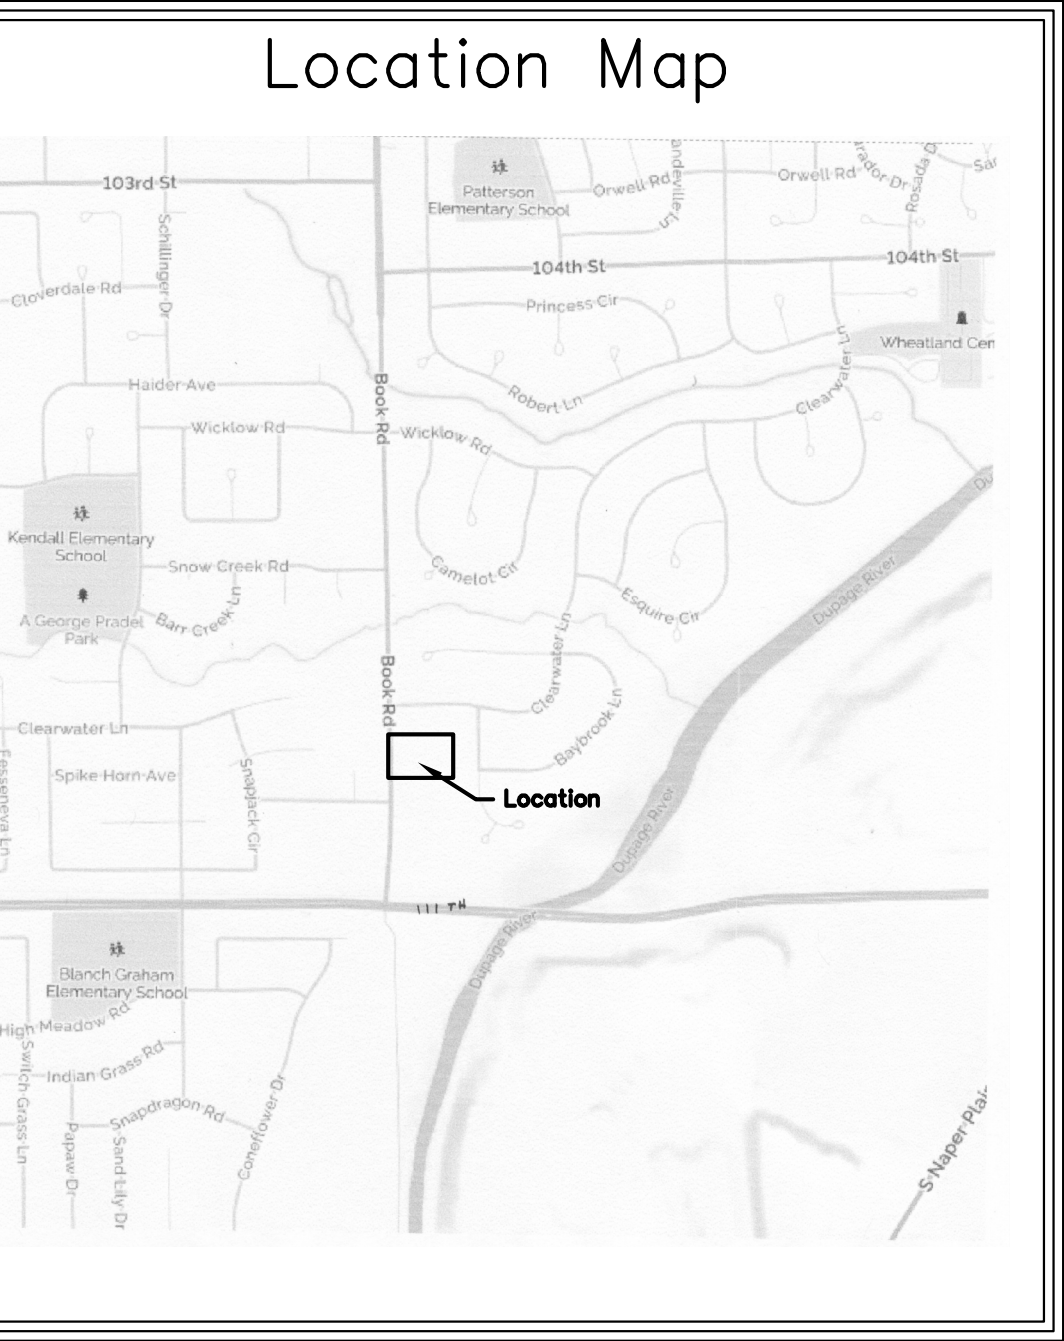 Location Map
103rd St
Patterson
Elementary School
Orwell Rd
Orwell Rd
Rosada D
Schillinger Dr
104th St
104th St
Cloverdale Rd
Princess Cir
Wheatland Cen
Clearwater Ln
Haider Ave
Book Rd
Robert Ln
Wicklow Rd
Wicklow Rd
Kendall Elementary
School
Snow Creek Rd
Camelot Cir
Esquire Cir
Dupage River
Du
A George Pradel
Park
Barr Creek Ln
Book Rd
Clearwater Ln
Baybrook Ln
Clearwater Ln
Fesseneva Ln
Spike Horn Ave
Snapjack Cir
Location
Dupage River
111 TH
Dupage River
Blanch Graham
Elementary School
High Meadow Rd
Switch Grass Ln
Indian Grass Rd
Snapdragon Rd
Papaw Dr
Sand Lily Dr
Coneflower Dr
S Naper Plai